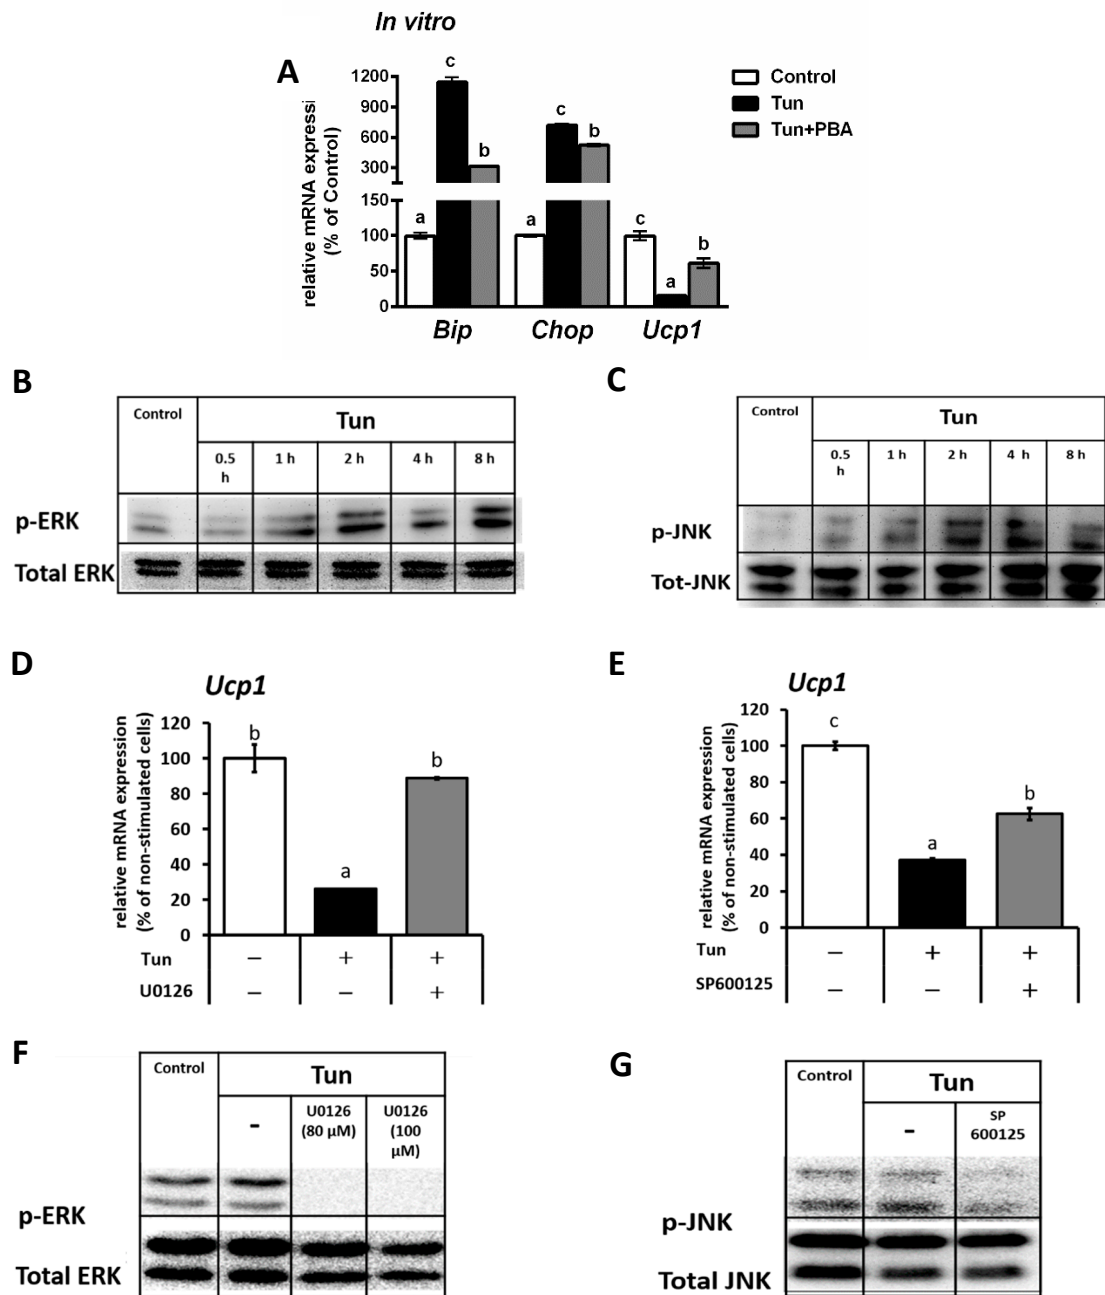 In vitro
A
relative mRNA expressi
(% of Control)
1200
900
600
300
150
100
50
0
a
c
b
a
c
b
c
a
b
Bip
Chop
Ucp1
Control
Tun
Tun+PBA
B
Control
Tun
0.5
h
1 h
2 h
4 h
8 h
p-ERK
Total ERK
C
Control
Tun
0.5
h
1 h
2 h
4 h
8 h
p-JNK
Tot-JNK
D
Ucp1
relative mRNA expression
(% of non-stimulated cells)
120
100
80
60
40
20
0
b
a
b
Tun
− + +
U0126
− − +
E
Ucp1
relative mRNA expression
(% of non-stimulated cells)
120
100
80
60
40
20
0
c
a
b
Tun
− + +
SP600125
− − +
F
Control
Tun
-
U0126
(80 µM)
U0126
(100
µM)
p-ERK
Total ERK
G
Control
Tun
-
SP
600125
p-JNK
Total JNK